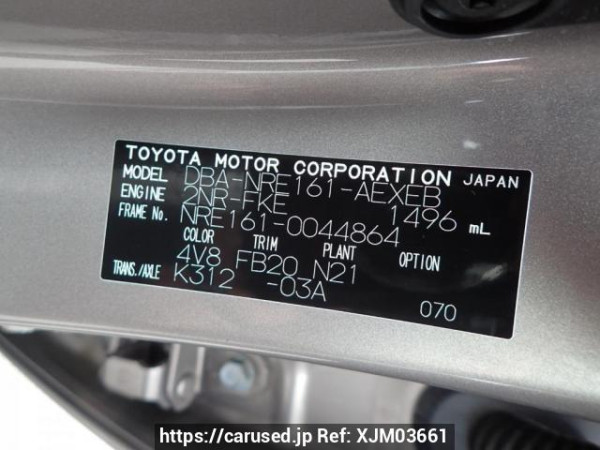 TOYOTA MOTOR CORPORATION JAPAN
MODEL DBA-NRE161-AEXEB
ENGINE 2NR-FKE 1496 mL
FRAME No. NRE161-0044864
COLOR TRIM PLANT OPTION
4V8 FB20 N21
TRANS./AXLE K312 -03A
070
https://carused.jp Ref: XJM03661